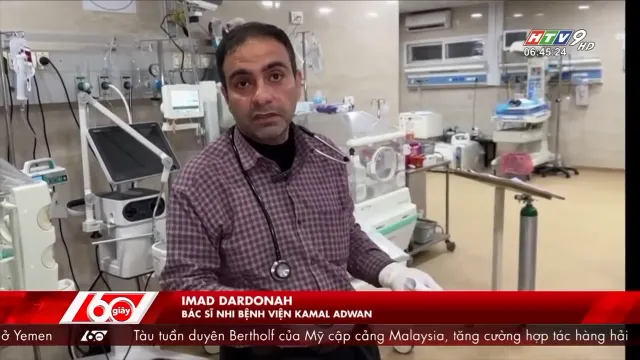 HTV9 HD
06:45:24
60 giây
IMAD DARDONAH
BÁC SĨ NHI BỆNH VIỆN KAMAL ADWAN
ở Yemen 60 Tàu tuần duyên Bertholf của Mỹ cập cảng Malaysia, tăng cường hợp tác hàng hải